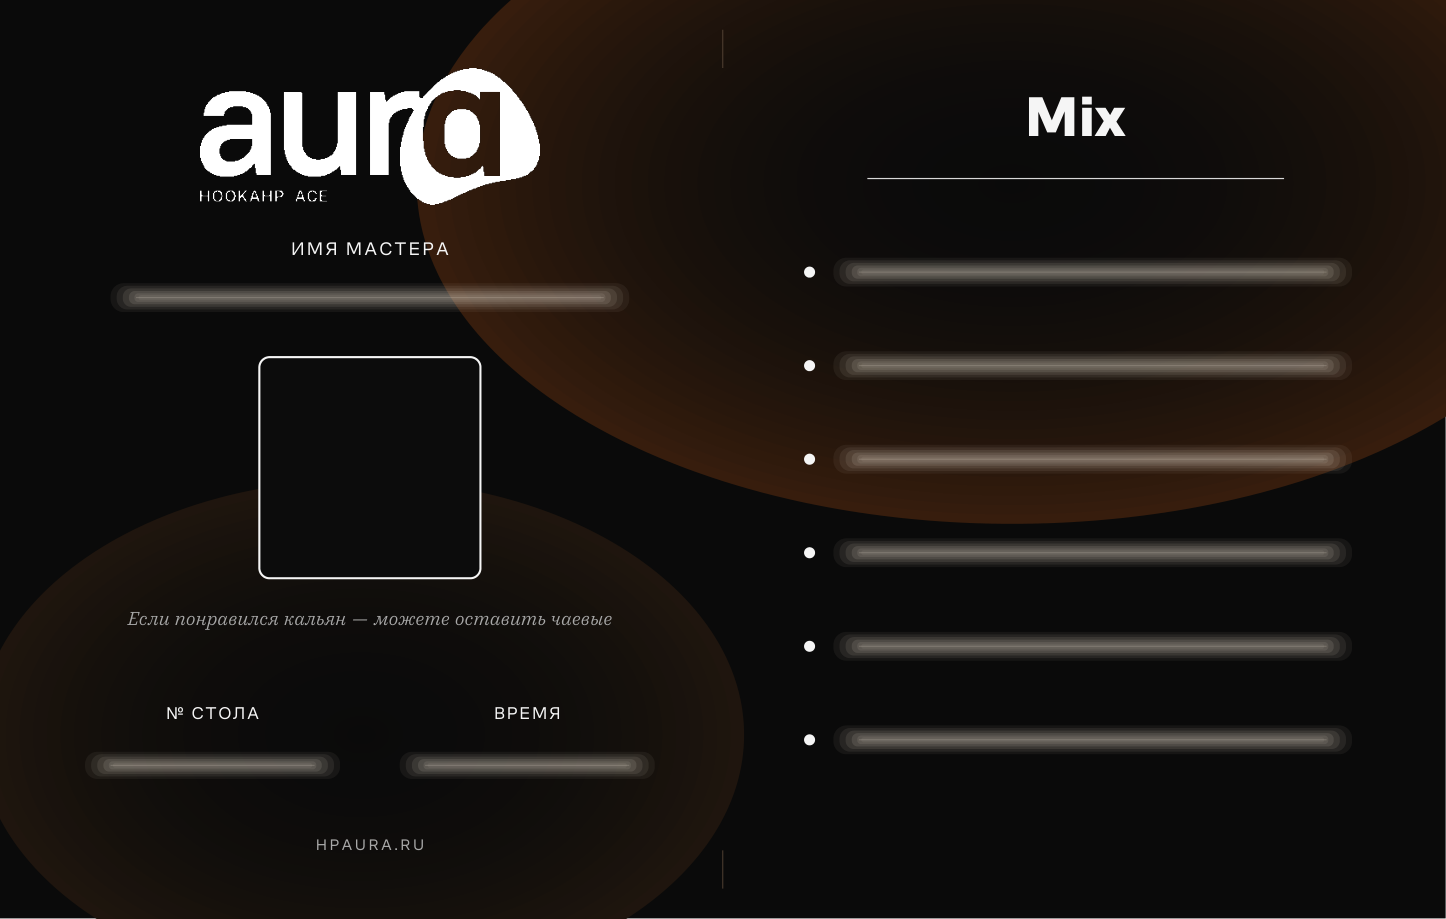 aura
HOOKAHP ACE
ИМЯ МАСТЕРА
Если понравился кальян — можете оставить чаевые
№ СТОЛА
ВРЕМЯ
HPAURA.RU
Mix